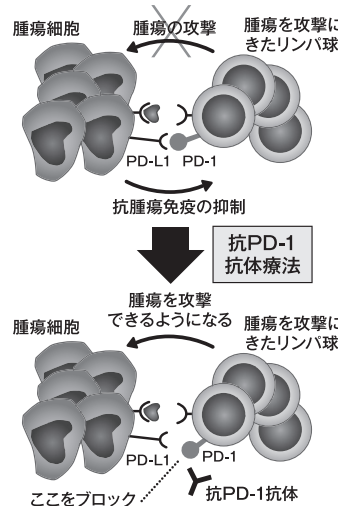 腫瘍細胞
腫瘍の攻撃
腫瘍を攻撃に
きたリンパ球
PD-L1
PD-1
抗腫瘍免疫の抑制
抗PD-1
抗体療法
腫瘍を攻撃
できるようになる
腫瘍細胞
腫瘍を攻撃に
きたリンパ球
PD-L1
PD-1
ここをブロック
抗PD-1抗体